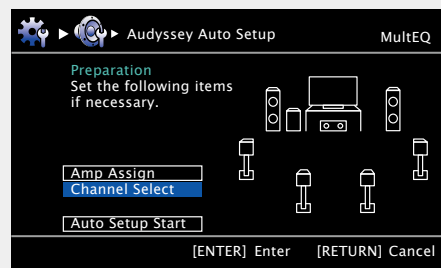 Audyssey Auto Setup
MultEQ
Preparation
Set the following items
if necessary.
Amp Assign
Channel Select
Auto Setup Start
[ENTER] Enter [RETURN] Cancel